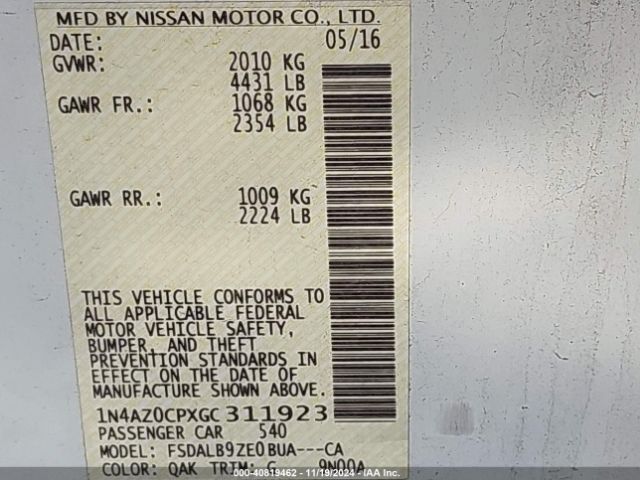 MFD BY NISSAN MOTOR CO., LTD.
DATE: 05/16
GVWR: 2010 KG
4431 LB
GAWR FR.: 1068 KG
2354 LB
GAWR RR.: 1009 KG
2224 LB
THIS VEHICLE CONFORMS TO
ALL APPLICABLE FEDERAL
MOTOR VEHICLE SAFETY,
BUMPER, AND THEFT
PREVENTION STANDARDS IN
EFFECT ON THE DATE OF
MANUFACTURE SHOWN ABOVE.
1N4AZ0CPXGC311923
PASSENGER CAR 540
MODEL: FSDALB9ZE0BUA---CA
COLOR: QAK TRIM: G 9N00A
000 - 40819462 - 11/19/2024 - IAA Inc.